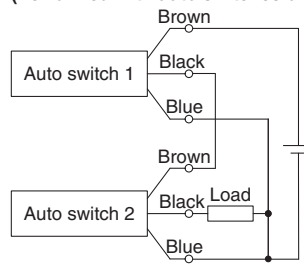 Brown
Black
Auto switch 1
Blue
Brown
Black Load
Auto switch 2
Blue